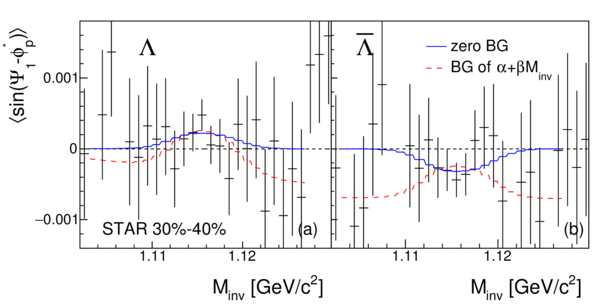 ⟨sin(Ψ₁-ϕₚ*)⟩
Λ
Λ̅
zero BG
BG of α+βMᵢₙᵥ
0.001
0
−0.001
STAR 30%-40%
(a)
(b)
1.11
1.12
1.11
1.12
Mᵢₙᵥ [GeV/c²]
Mᵢₙᵥ [GeV/c²]